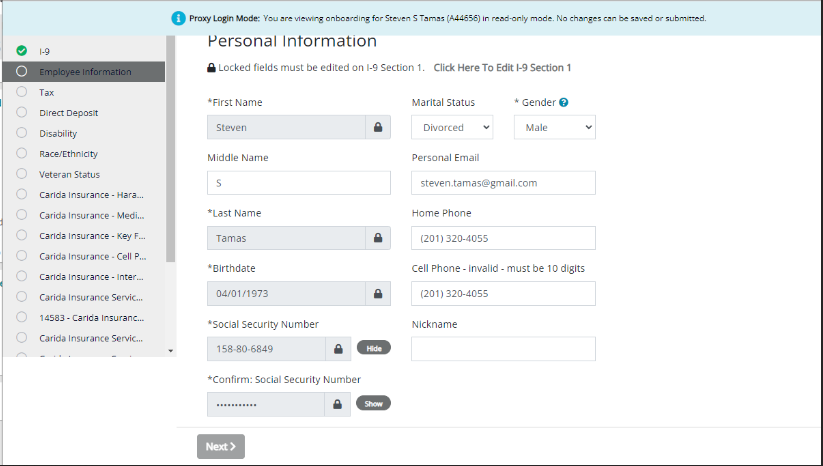 Proxy Login Mode: You are viewing onboarding for Steven S Tamas (A44656) in read-only mode. No changes can be saved or submitted.
I-9
Employee Information
Tax
Direct Deposit
Disability
Race/Ethnicity
Veteran Status
Carida Insurance - Hara...
Carida Insurance - Medi...
Carida Insurance - Key F...
Carida Insurance - Cell P...
Carida Insurance - Inter...
Carida Insurance Servic...
14583 - Carida Insuranc...
Carida Insurance Servic...
Personal Information
Locked fields must be edited on I-9 Section 1. Click Here To Edit I-9 Section 1
*First Name
Steven
Marital Status
Divorced
* Gender
Male
Middle Name
S
Personal Email
steven.tamas@gmail.com
*Last Name
Tamas
Home Phone
(201) 320-4055
*Birthdate
04/01/1973
Cell Phone - invalid - must be 10 digits
(201) 320-4055
*Social Security Number
158-80-6849
Hide
Nickname
*Confirm: Social Security Number
•••••••••••
Show
Next >